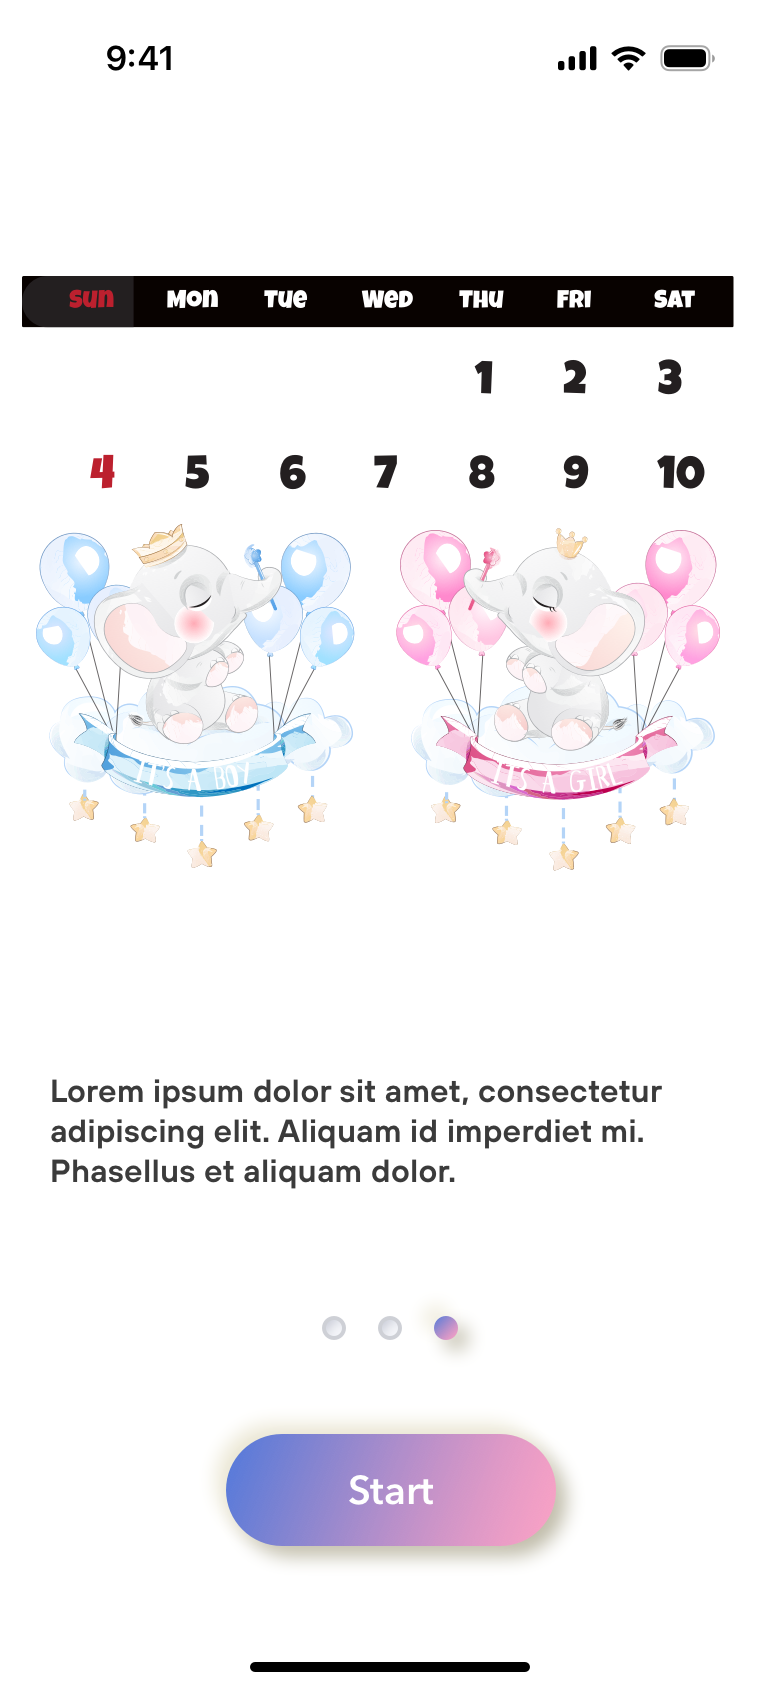 9:41
Sun Mon Tue Wed Thu Fri Sat
1 2 3
4 5 6 7 8 9 10
IT'S A BOY
IT'S A GIRL
Lorem ipsum dolor sit amet, consectetur
adipiscing elit. Aliquam id imperdiet mi.
Phasellus et aliquam dolor.
Start